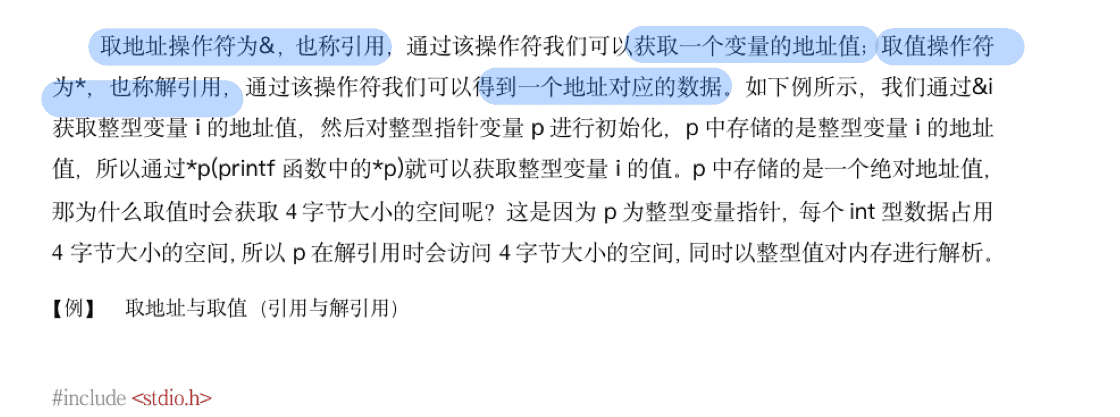 取地址操作符为&，也称引用，通过该操作符我们可以获取一个变量的地址值；取值操作符
为*，也称解引用，通过该操作符我们可以得到一个地址对应的数据。如下例所示，我们通过&i
获取整型变量 i 的地址值，然后对整型指针变量 p 进行初始化，p 中存储的是整型变量 i 的地址
值，所以通过*p(printf 函数中的*p)就可以获取整型变量 i 的值。p 中存储的是一个绝对地址值，
那为什么取值时会获取 4 字节大小的空间呢？这是因为 p 为整型变量指针，每个 int 型数据占用
4 字节大小的空间，所以 p 在解引用时会访问 4 字节大小的空间，同时以整型值对内存进行解析。
【例】 取地址与取值（引用与解引用）
#include <stdio.h>